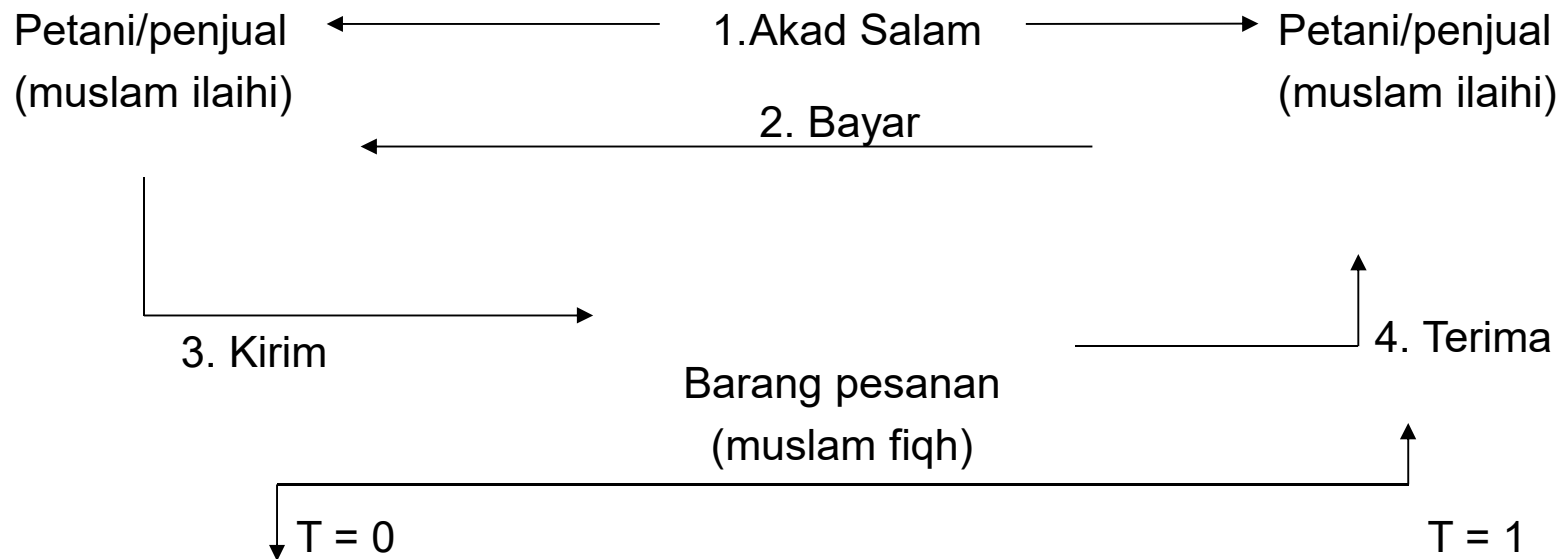 Petani/penjual
(muslam ilaihi)
1.Akad Salam
Petani/penjual
(muslam ilaihi)
2. Bayar
3. Kirim
4. Terima
Barang pesanan
(muslam fiqh)
T = 0
T = 1